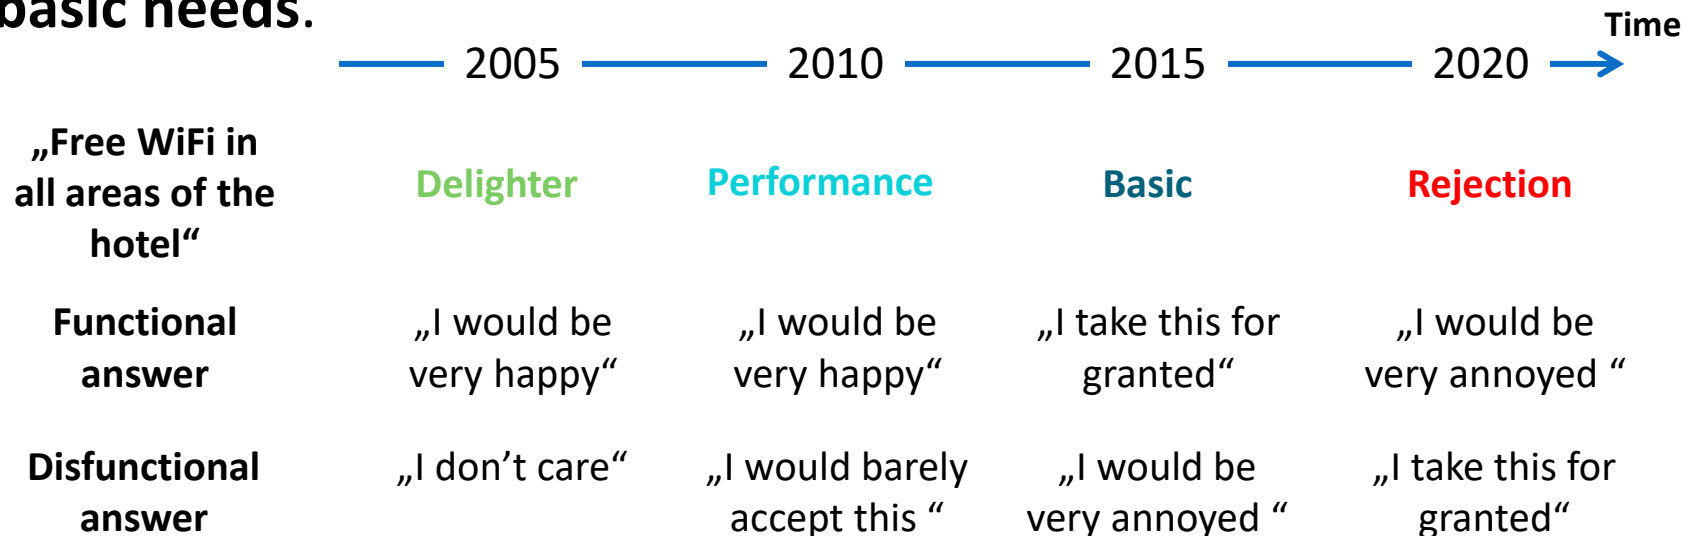 basic needs.
Time
2005 2010 2015 2020
„Free WiFi in
all areas of the
hotel“
Delighter Performance Basic Rejection
Functional
answer
„I would be
very happy“
„I would be
very happy“
„I take this for
granted“
„I would be
very annoyed “
Disfunctional
answer
„I don’t care“
„I would barely
accept this “
„I would be
very annoyed “
„I take this for
granted“